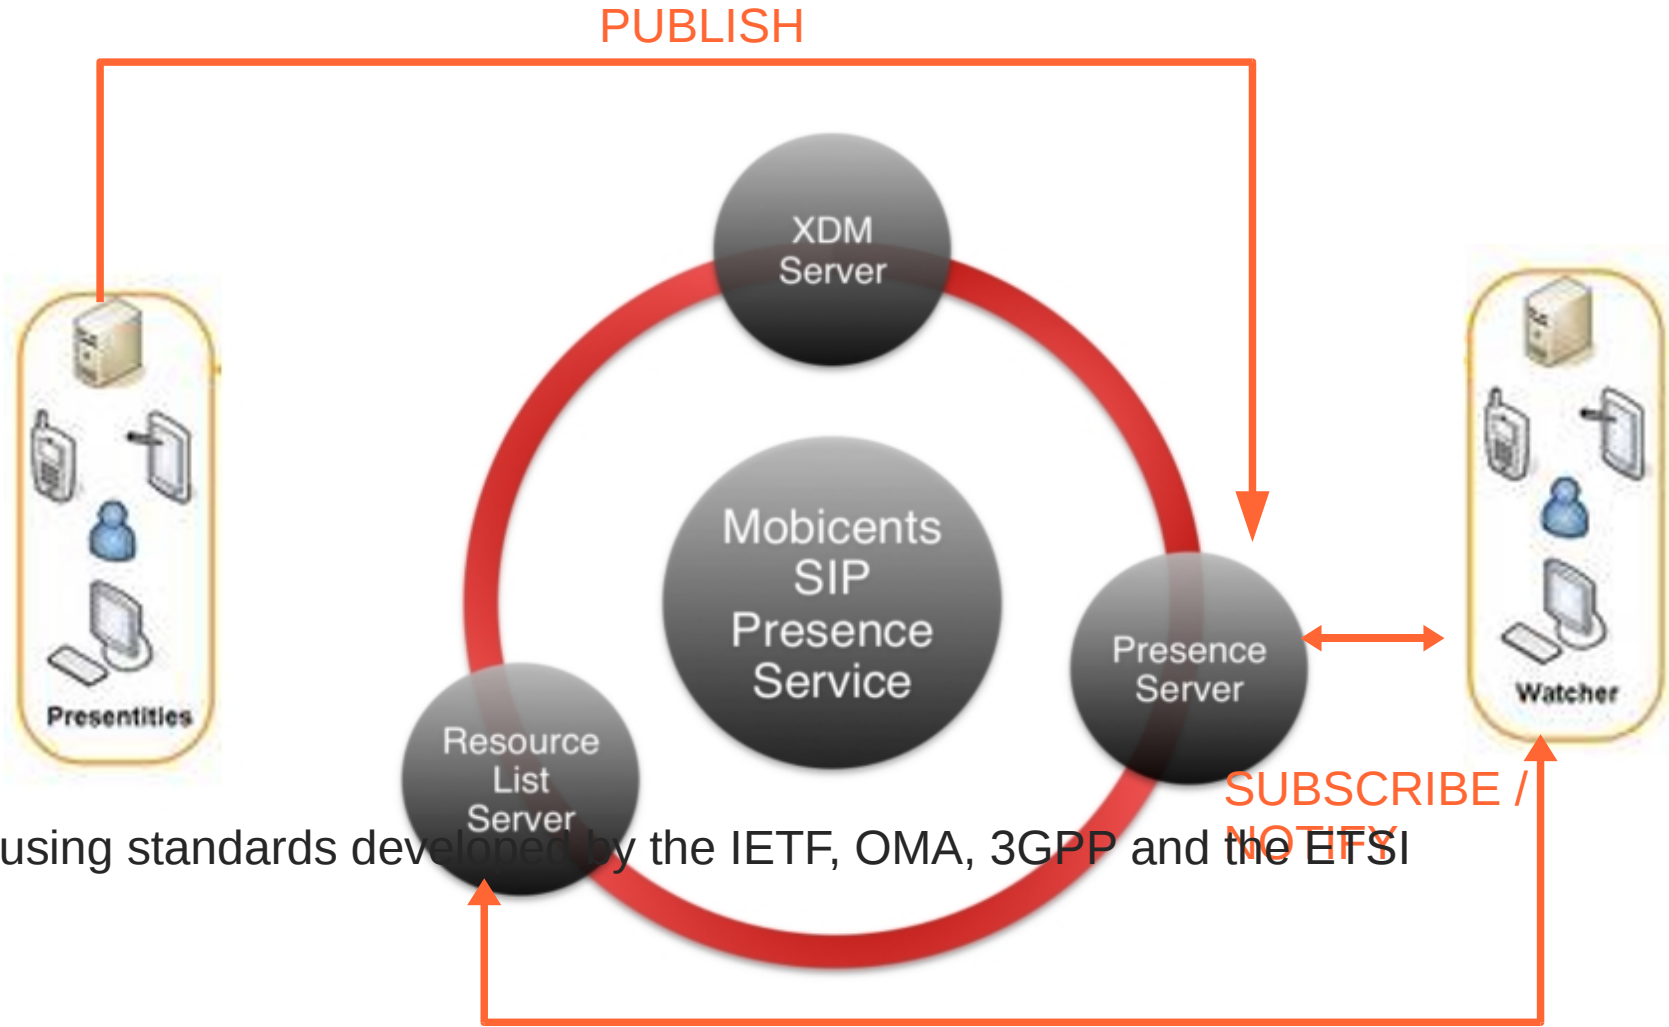 PUBLISH
XDM
Server
Mobicents
SIP
Presence
Service
Presence
Server
Resource
List
Server
Presentities
Watcher
SUBSCRIBE /
NOTIFY
using standards developed by the IETF, OMA, 3GPP and the ETSI